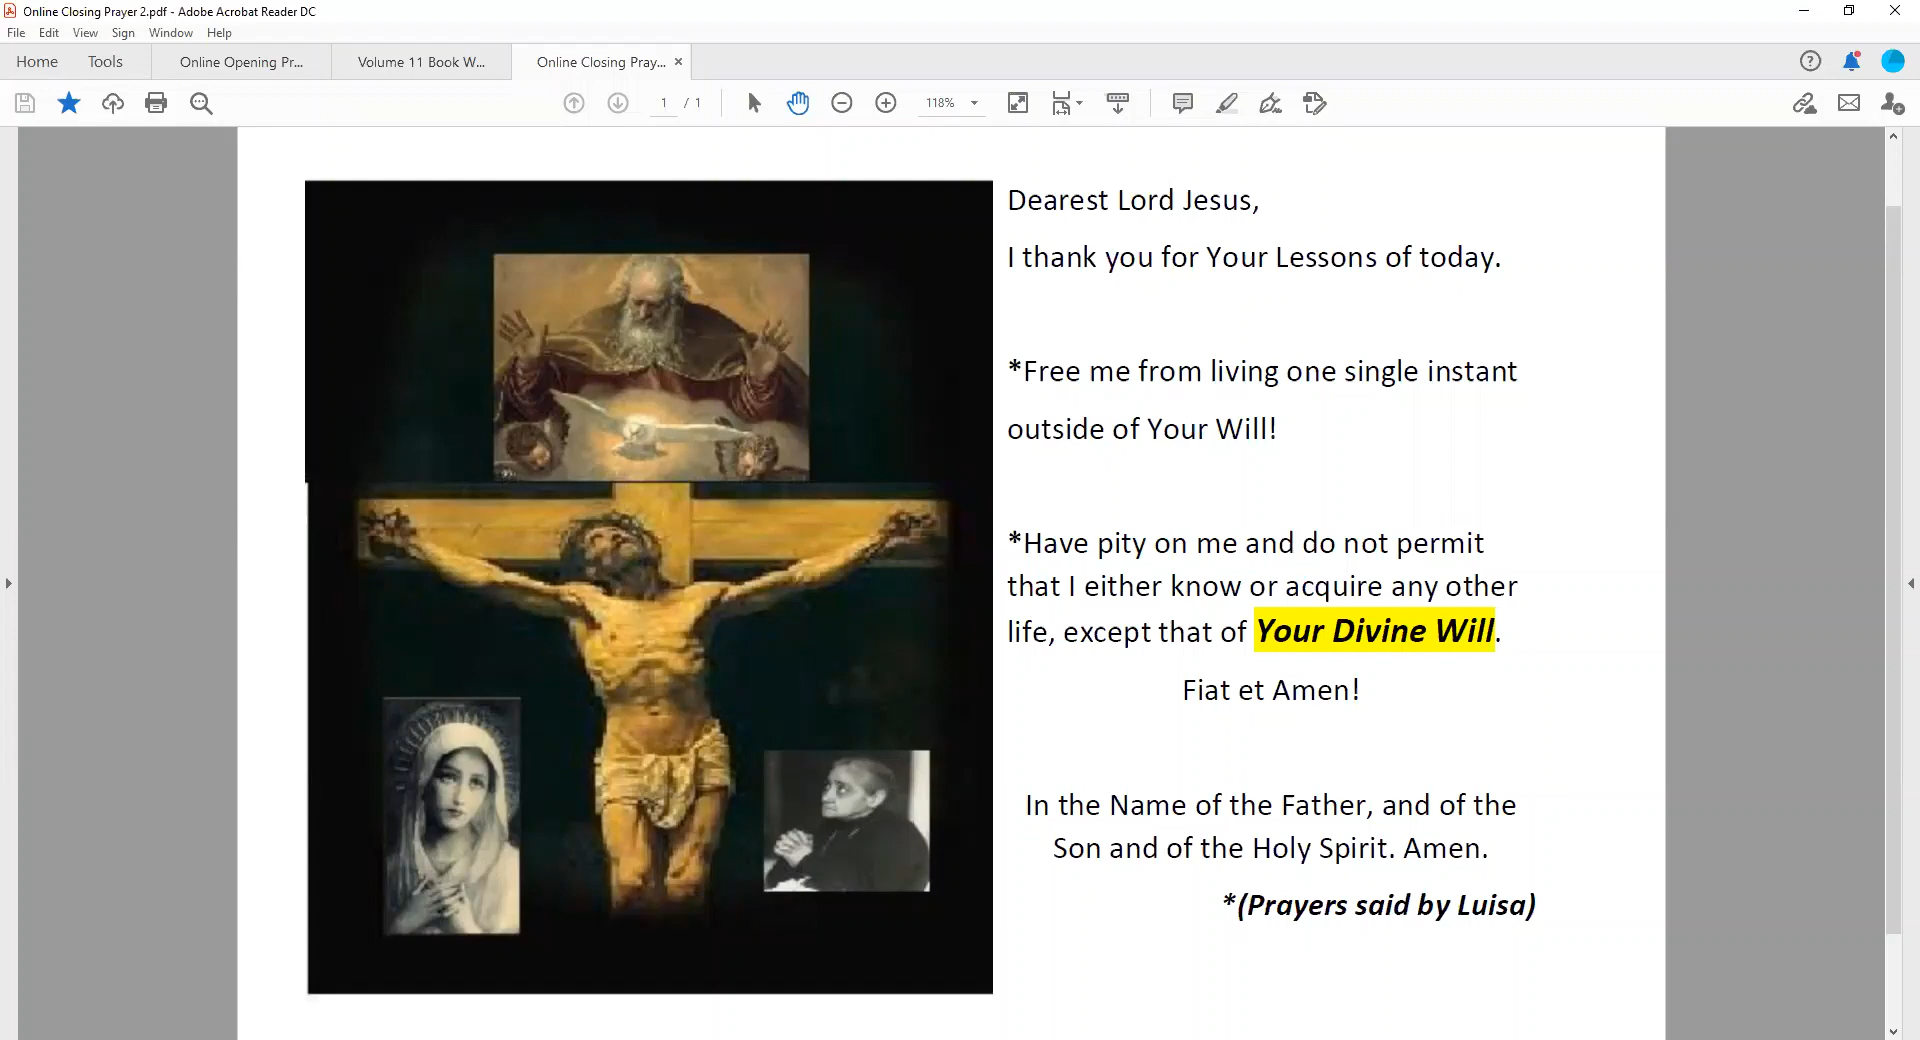 Online Closing Prayer 2.pdf - Adobe Acrobat Reader DC
File Edit View Sign Window Help
Home Tools Online Opening Pr... Volume 11 Book W... Online Closing Pray...
1 / 1 118%
Dearest Lord Jesus,
I thank you for Your Lessons of today.
*Free me from living one single instant
outside of Your Will!
*Have pity on me and do not permit
that I either know or acquire any other
life, except that of Your Divine Will.
Fiat et Amen!
In the Name of the Father, and of the
Son and of the Holy Spirit. Amen.
*(Prayers said by Luisa)